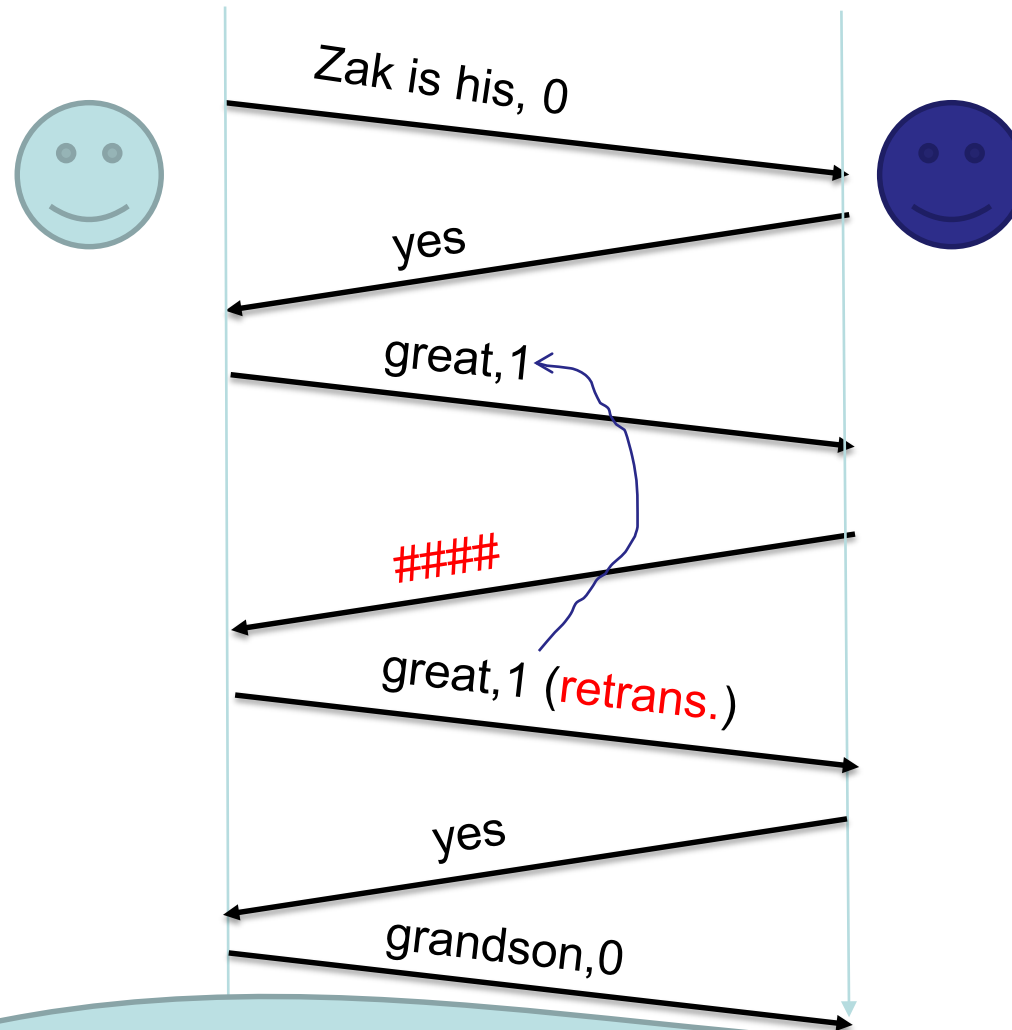 Zak is his, 0
yes
great,1
####
great,1 (retrans.)
yes
grandson,0